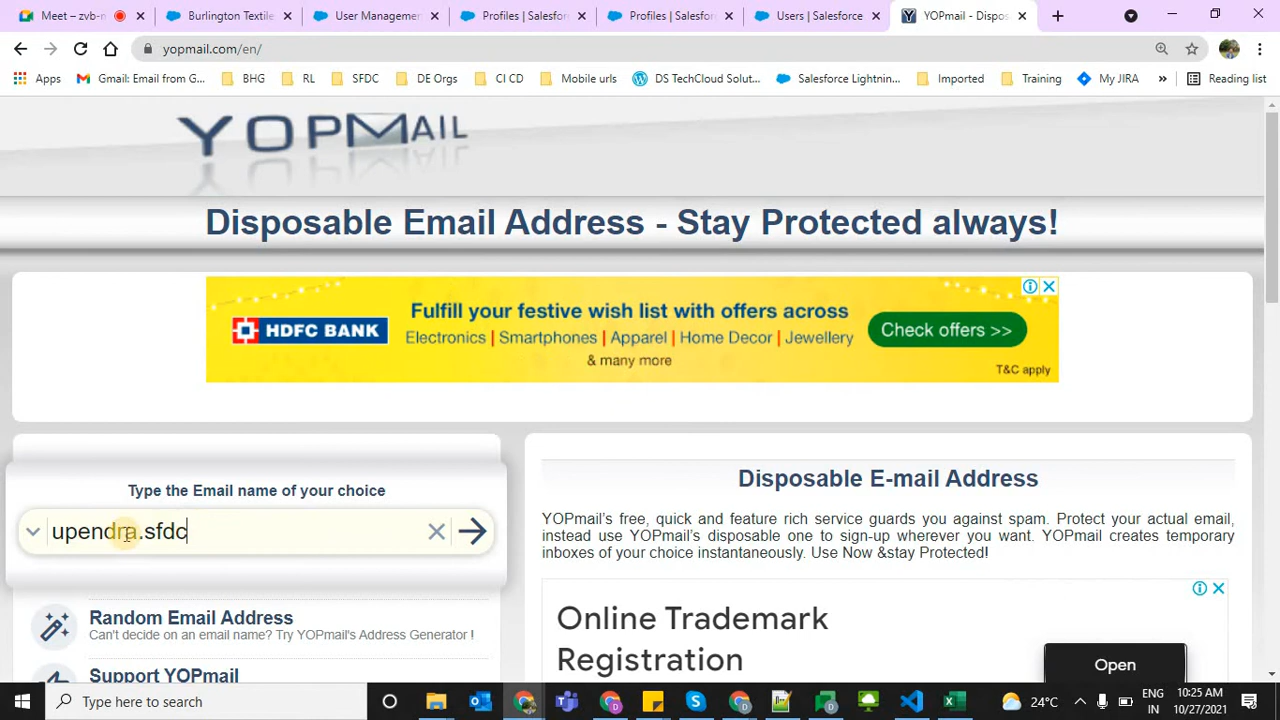 Meet – zvb-n
Burlington Textile
User Management
Profiles | Salesfor
Profiles | Salesfor
Users | Salesforce
YOPmail - Dispos
yopmail.com/en/
Apps
Gmail: Email from G...
BHG
RL
SFDC
DE Orgs
CI CD
Mobile urls
DS TechCloud Solut...
Salesforce Lightnin...
Imported
Training
My JIRA
»
Reading list
YOPMAIL
Disposable Email Address - Stay Protected always!
HDFC BANK
Fulfill your festive wish list with offers across
Electronics | Smartphones | Apparel | Home Decor | Jewellery
& many more
Check offers >>
T&C apply
Type the Email name of your choice
upendra.sfdc
Random Email Address
Can't decide on an email name? Try YOPmail's Address Generator !
Support YOPmail
Disposable E-mail Address
YOPmail's free, quick and feature rich service guards you against spam. Protect your actual email,
instead use YOPmail's disposable one to sign-up wherever you want. YOPmail creates temporary
inboxes of your choice instantaneously. Use Now &stay Protected!
Online Trademark
Registration
Open
Type here to search
24°C
ENG
IN
10:25 AM
10/27/2021